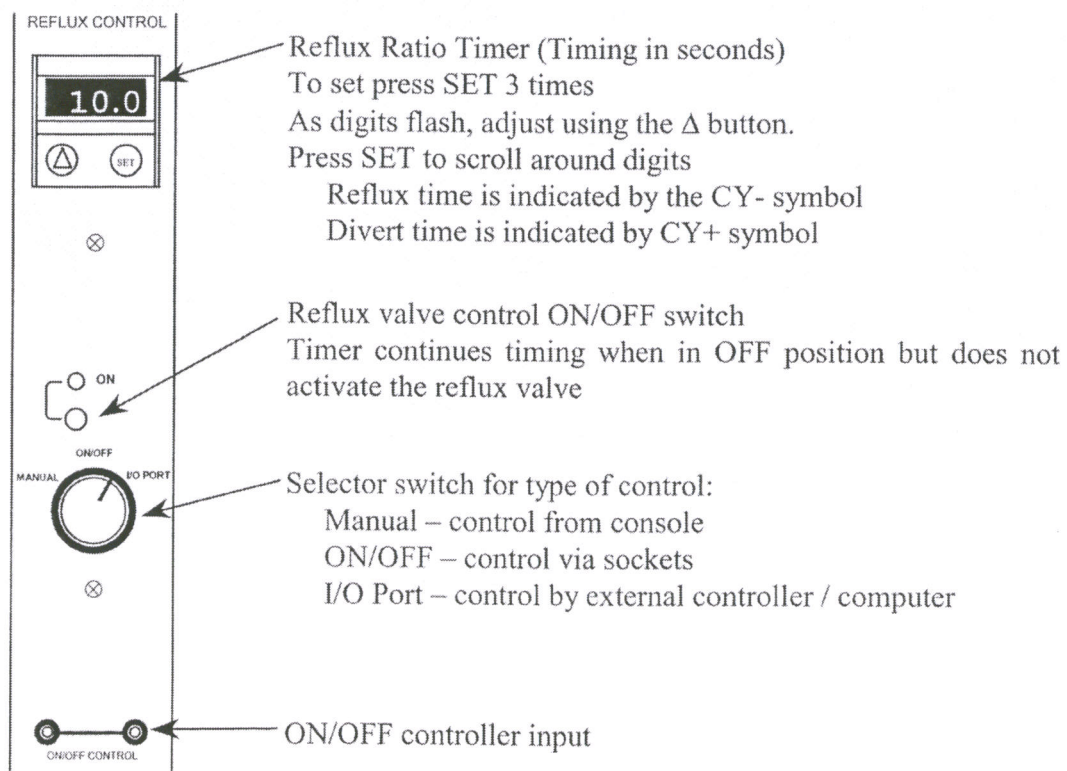 REFLUX CONTROL
10.0
Δ
SET
Reflux Ratio Timer (Timing in seconds)
To set press SET 3 times
As digits flash, adjust using the Δ button.
Press SET to scroll around digits
Reflux time is indicated by the CY- symbol
Divert time is indicated by CY+ symbol
ON
Reflux valve control ON/OFF switch
Timer continues timing when in OFF position but does not
activate the reflux valve
ON/OFF
MANUAL
I/O PORT
Selector switch for type of control:
Manual – control from console
ON/OFF – control via sockets
I/O Port – control by external controller / computer
ON/OFF CONTROL
ON/OFF controller input